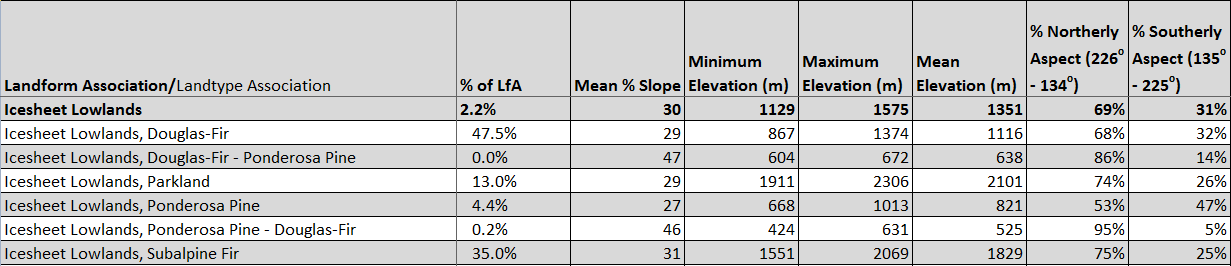 Landform Association/Landtype Association % of LfA Mean % Slope Minimum Elevation (m) Maximum Elevation (m) Mean Elevation (m) % Northerly Aspect (226° - 134°) % Southerly Aspect (135° - 225°)
Icesheet Lowlands 2.2% 30 1129 1575 1351 69% 31%
Icesheet Lowlands, Douglas-Fir 47.5% 29 867 1374 1116 68% 32%
Icesheet Lowlands, Douglas-Fir - Ponderosa Pine 0.0% 47 604 672 638 86% 14%
Icesheet Lowlands, Parkland 13.0% 29 1911 2306 2101 74% 26%
Icesheet Lowlands, Ponderosa Pine 4.4% 27 668 1013 821 53% 47%
Icesheet Lowlands, Ponderosa Pine - Douglas-Fir 0.2% 46 424 631 525 95% 5%
Icesheet Lowlands, Subalpine Fir 35.0% 31 1551 2069 1829 75% 25%